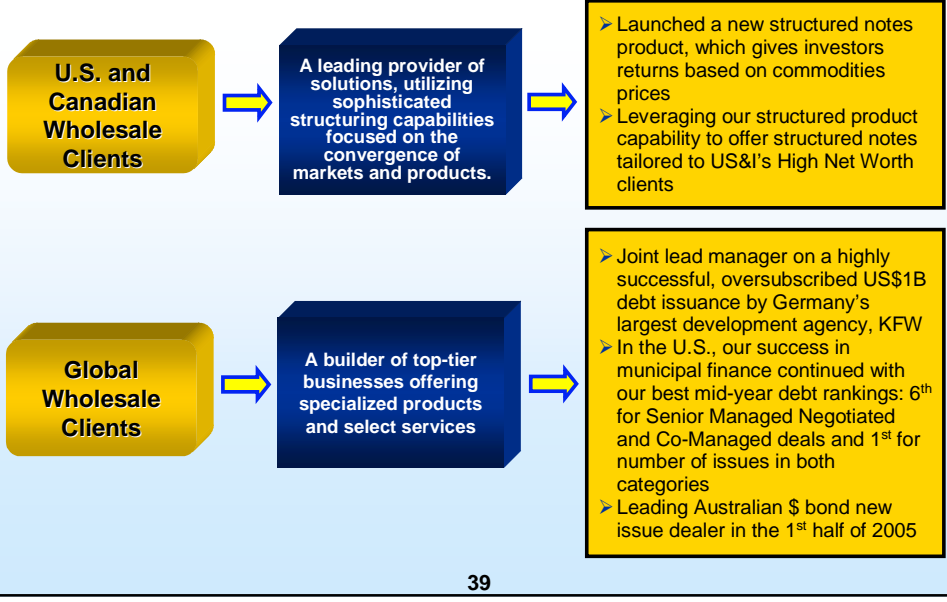 U.S. and
Canadian
Wholesale
Clients
A leading provider of
solutions, utilizing
sophisticated
structuring capabilities
focused on the
convergence of
markets and products.
➢ Launched a new structured notes
product, which gives investors
returns based on commodities
prices
➢ Leveraging our structured product
capability to offer structured notes
tailored to US&I's High Net Worth
clients
Global
Wholesale
Clients
A builder of top-tier
businesses offering
specialized products
and select services
➢ Joint lead manager on a highly
successful, oversubscribed US$1B
debt issuance by Germany's
largest development agency, KFW
➢ In the U.S., our success in
municipal finance continued with
our best mid-year debt rankings: 6th
for Senior Managed Negotiated
and Co-Managed deals and 1st for
number of issues in both
categories
➢ Leading Australian $ bond new
issue dealer in the 1st half of 2005
39